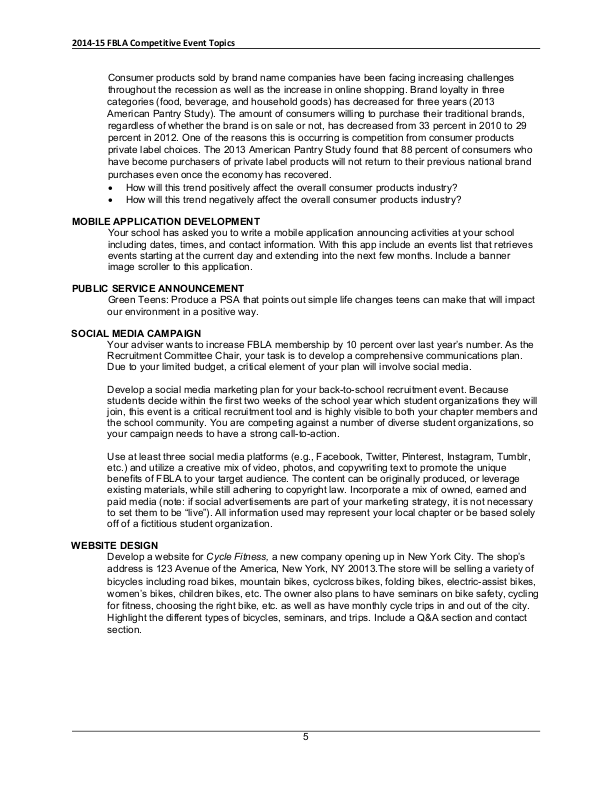 2014-15 FBLA Competitive Event Topics
Consumer products sold by brand name companies have been facing increasing challenges
throughout the recession as well as the increase in online shopping. Brand loyalty in three
categories (food, beverage, and household goods) has decreased for three years (2013
American Pantry Study). The amount of consumers willing to purchase their traditional brands,
regardless of whether the brand is on sale or not, has decreased from 33 percent in 2010 to 29
percent in 2012. One of the reasons this is occurring is competition from consumer products
private label choices. The 2013 American Pantry Study found that 88 percent of consumers who
have become purchasers of private label products will not return to their previous national brand
purchases even once the economy has recovered.
• How will this trend positively affect the overall consumer products industry?
• How will this trend negatively affect the overall consumer products industry?
MOBILE APPLICATION DEVELOPMENT
Your school has asked you to write a mobile application announcing activities at your school
including dates, times, and contact information. With this app include an events list that retrieves
events starting at the current day and extending into the next few months. Include a banner
image scroller to this application.
PUBLIC SERVICE ANNOUNCEMENT
Green Teens: Produce a PSA that points out simple life changes teens can make that will impact
our environment in a positive way.
SOCIAL MEDIA CAMPAIGN
Your adviser wants to increase FBLA membership by 10 percent over last year's number. As the
Recruitment Committee Chair, your task is to develop a comprehensive communications plan.
Due to your limited budget, a critical element of your plan will involve social media.
Develop a social media marketing plan for your back-to-school recruitment event. Because
students decide within the first two weeks of the school year which student organizations they will
join, this event is a critical recruitment tool and is highly visible to both your chapter members and
the school community. You are competing against a number of diverse student organizations, so
your campaign needs to have a strong call-to-action.
Use at least three social media platforms (e.g., Facebook, Twitter, Pinterest, Instagram, Tumblr,
etc.) and utilize a creative mix of video, photos, and copywriting text to promote the unique
benefits of FBLA to your target audience. The content can be originally produced, or leverage
existing materials, while still adhering to copyright law. Incorporate a mix of owned, earned and
paid media (note: if social advertisements are part of your marketing strategy, it is not necessary
to set them to be "live"). All information used may represent your local chapter or be based solely
off of a fictitious student organization.
WEBSITE DESIGN
Develop a website for Cycle Fitness, a new company opening up in New York City. The shop's
address is 123 Avenue of the America, New York, NY 20013.The store will be selling a variety of
bicycles including road bikes, mountain bikes, cyclcross bikes, folding bikes, electric-assist bikes,
women's bikes, children bikes, etc. The owner also plans to have seminars on bike safety, cycling
for fitness, choosing the right bike, etc. as well as have monthly cycle trips in and out of the city.
Highlight the different types of bicycles, seminars, and trips. Include a Q&A section and contact
section.
5